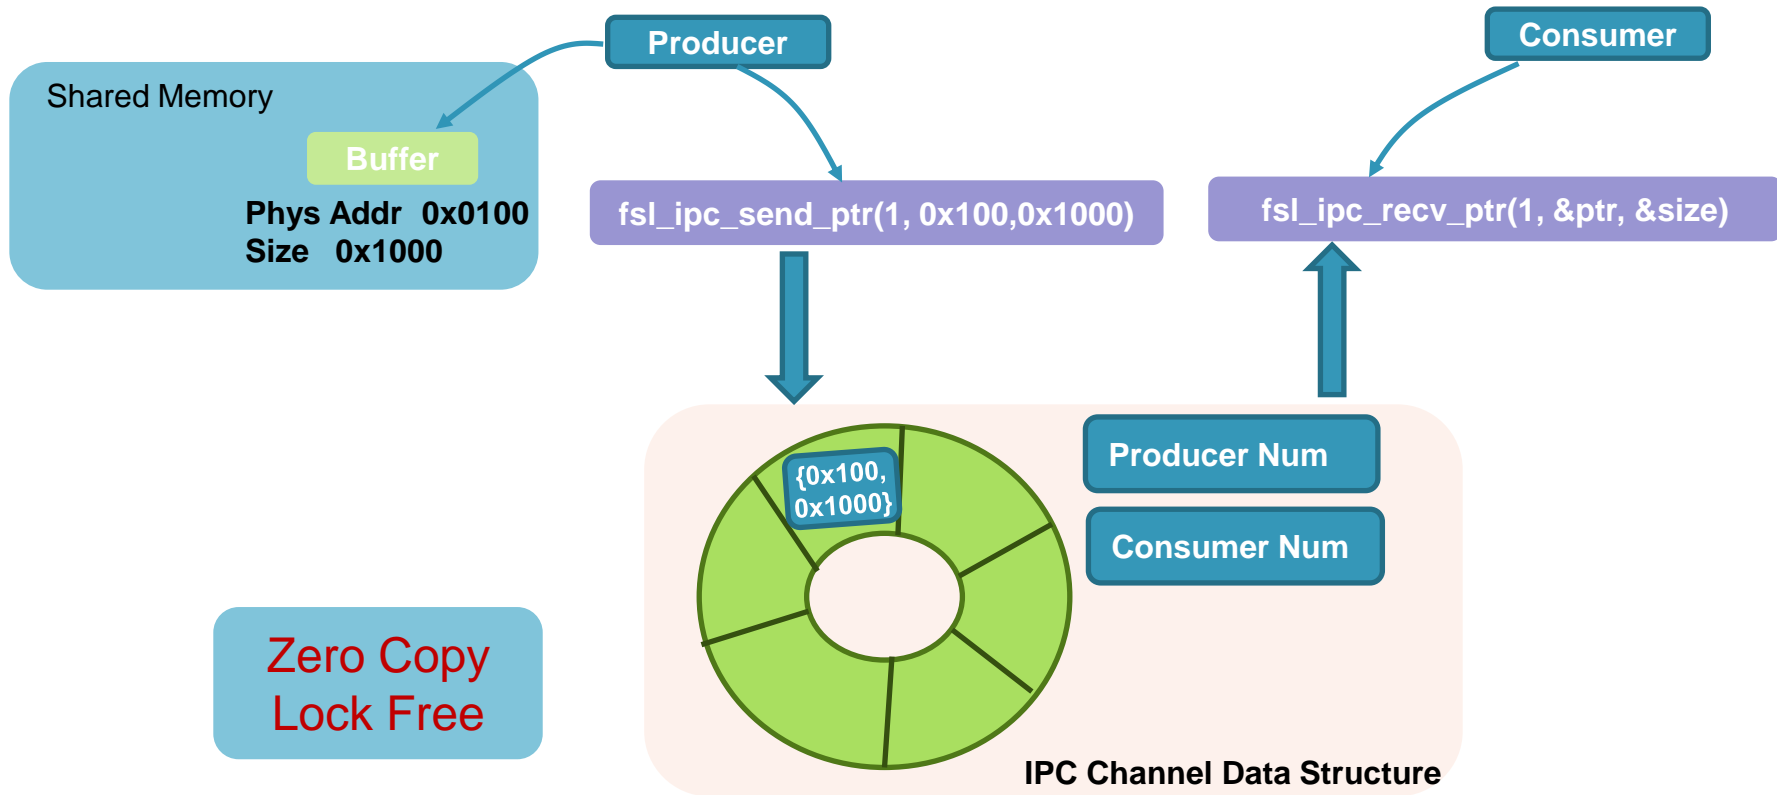 Producer
Consumer
Shared Memory
Buffer
Phys Addr 0x0100
Size 0x1000
fsl_ipc_send_ptr(1, 0x100,0x1000)
fsl_ipc_recv_ptr(1, &ptr, &size)
{0x100,
0x1000}
Producer Num
Consumer Num
Zero Copy
Lock Free
IPC Channel Data Structure